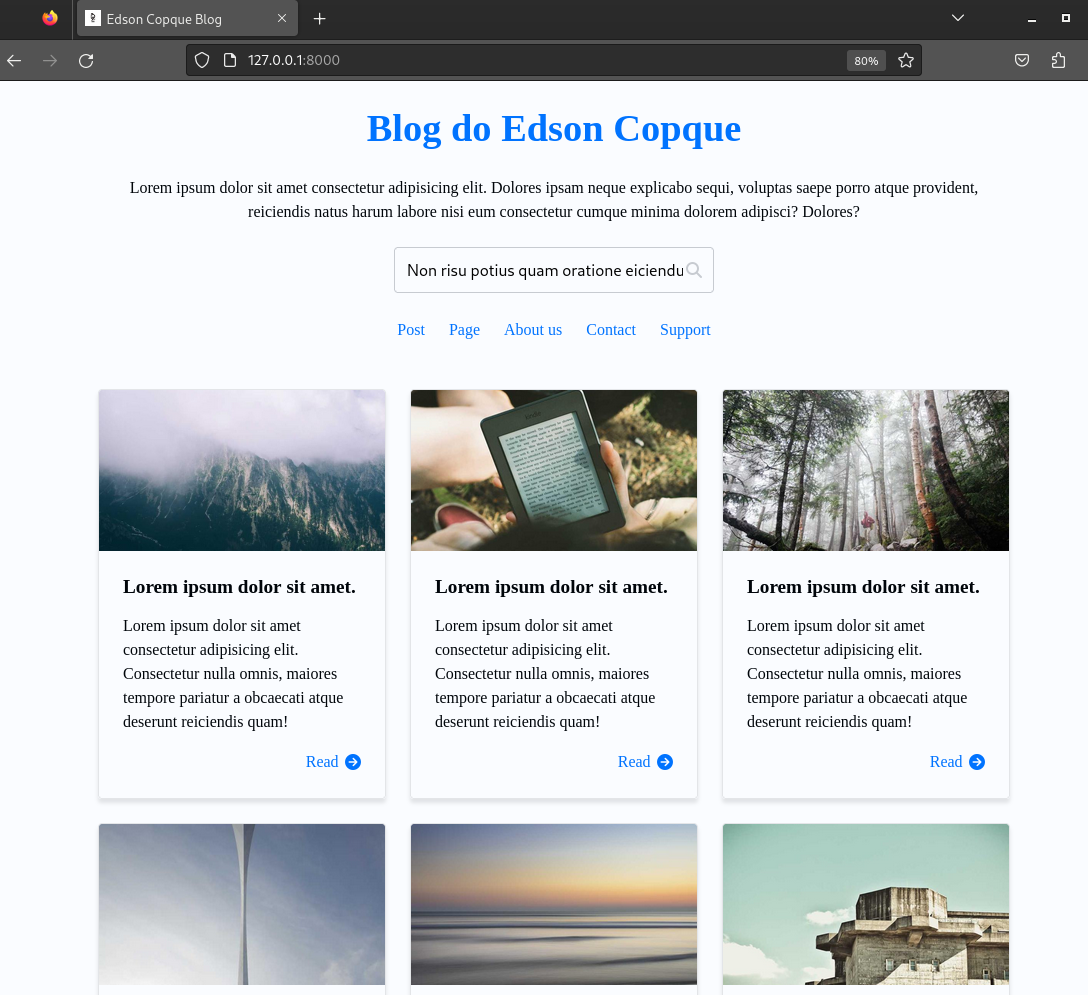 Edson Copque Blog
127.0.0.1:8000
80%
Blog do Edson Copque
Lorem ipsum dolor sit amet consectetur adipisicing elit. Dolores ipsam neque explicabo sequi, voluptas saepe porro atque provident,
reiciendis natus harum labore nisi eum consectetur cumque minima dolorem adipisci? Dolores?
Non risu potius quam oratione eiciendu
Post Page About us Contact Support
Lorem ipsum dolor sit amet.
Lorem ipsum dolor sit amet
consectetur adipisicing elit.
Consectetur nulla omnis, maiores
tempore pariatur a obcaecati atque
deserunt reiciendis quam!
Read
Lorem ipsum dolor sit amet.
Lorem ipsum dolor sit amet
consectetur adipisicing elit.
Consectetur nulla omnis, maiores
tempore pariatur a obcaecati atque
deserunt reiciendis quam!
Read
Lorem ipsum dolor sit amet.
Lorem ipsum dolor sit amet
consectetur adipisicing elit.
Consectetur nulla omnis, maiores
tempore pariatur a obcaecati atque
deserunt reiciendis quam!
Read